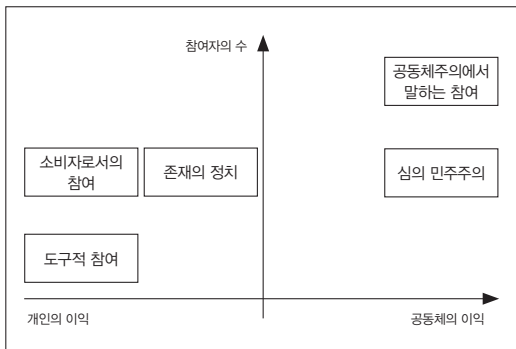 참여자의 수
공동체주의에서
말하는 참여
소비자로서의
참여
존재의 정치
심의 민주주의
도구적 참여
개인의 이익
공동체의 이익